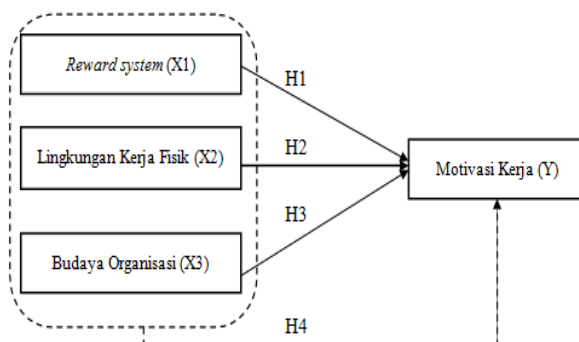 Reward system (X1)
H1
Lingkungan Kerja Fisik (X2)
H2
Motivasi Kerja (Y)
H3
Budaya Organisasi (X3)
H4